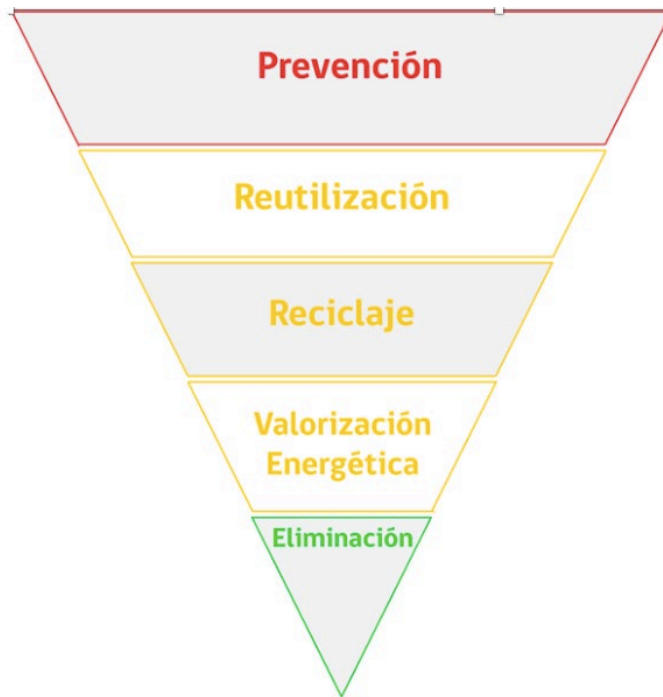 Prevención
Reutilización
Reciclaje
Valorización
Energética
Eliminación